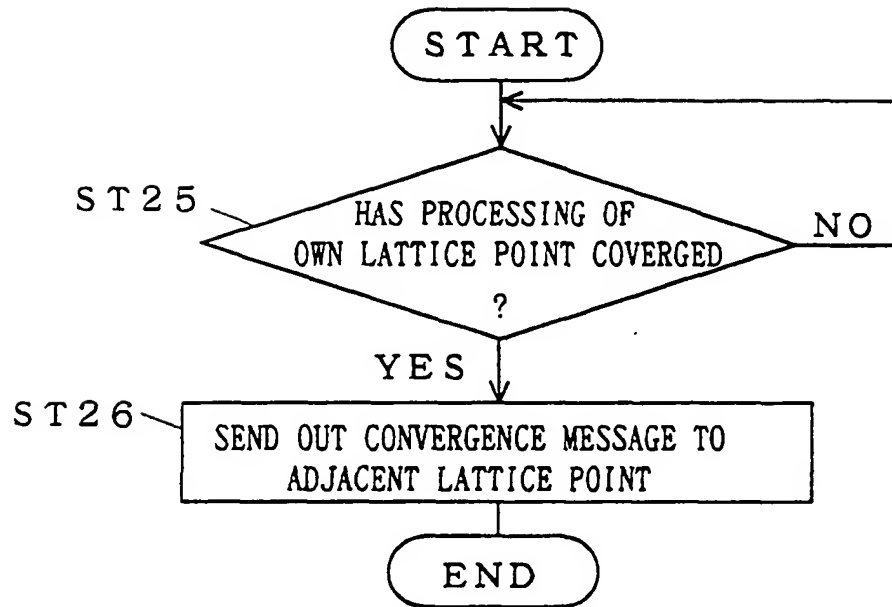 START
ST25
HAS PROCESSING OF
OWN LATTICE POINT COVERGED
?
NO
YES
ST26
SEND OUT CONVERGENCE MESSAGE TO
ADJACENT LATTICE POINT
END